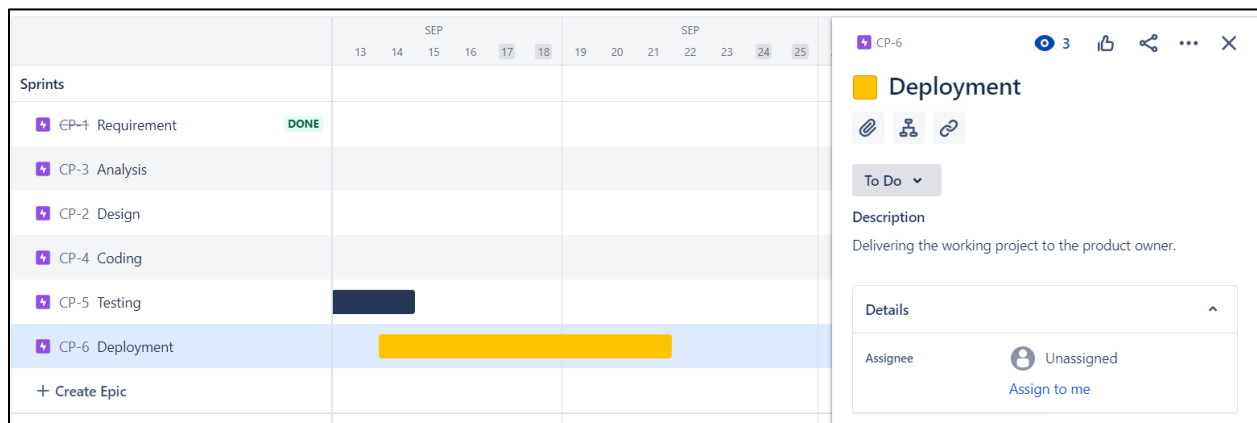 SEP SEP
13 14 15 16 17 18 19 20 21 22 23 24 25
Sprints
CP-1 Requirement DONE
CP-3 Analysis
CP-2 Design
CP-4 Coding
CP-5 Testing
CP-6 Deployment
+ Create Epic
CP-6 3
Deployment
To Do
Description
Delivering the working project to the product owner.
Details
Assignee Unassigned
Assign to me